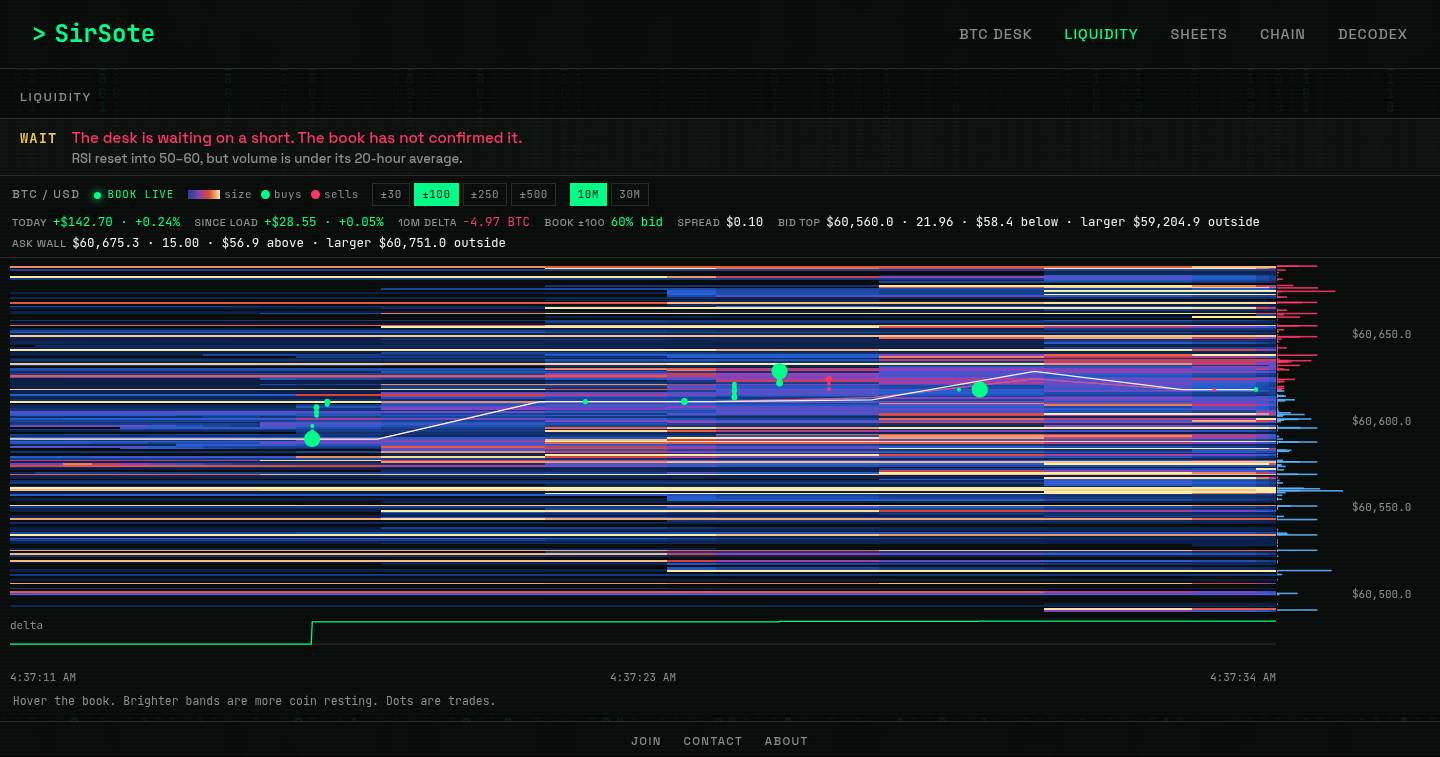 > SirSote
BTC DESK LIQUIDITY SHEETS CHAIN DECODEX
LIQUIDITY
WAIT The desk is waiting on a short. The book has not confirmed it.
RSI reset into 50–60, but volume is under its 20-hour average.
BTC / USD BOOK LIVE size buys sells ±30 ±100 ±250 ±500 10M 30M
TODAY +$142.70 · +0.24% SINCE LOAD +$28.55 · +0.05% 10M DELTA -4.97 BTC BOOK ±100 60% bid SPREAD $0.10 BID TOP $60,560.0 · 21.96 · $58.4 below · larger $59,204.9 outside
ASK WALL $60,675.3 · 15.00 · $56.9 above · larger $60,751.0 outside
$60,650.0
$60,600.0
$60,550.0
$60,500.0
delta
4:37:11 AM 4:37:23 AM 4:37:34 AM
Hover the book. Brighter bands are more coin resting. Dots are trades.
JOIN CONTACT ABOUT